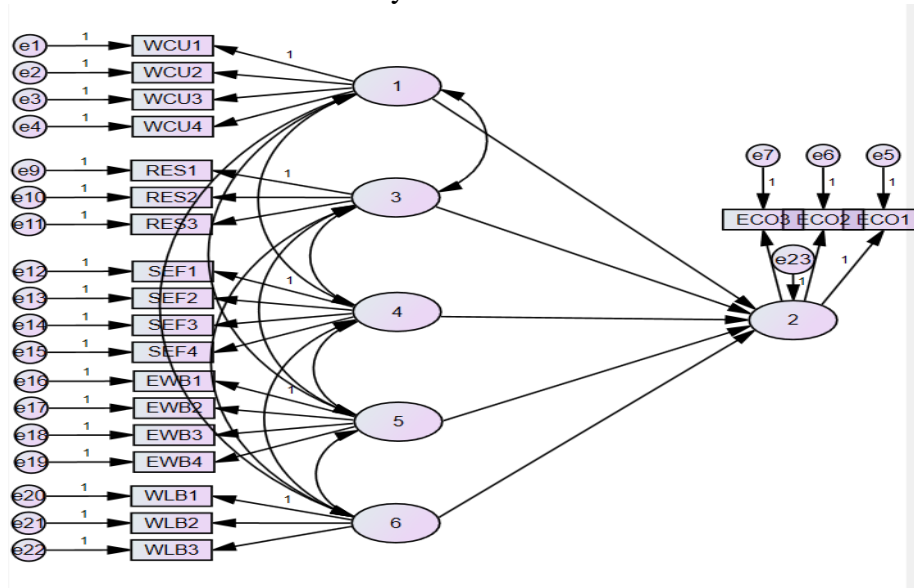 e1 1 WCU1 1
e2 1 WCU2
e3 1 WCU3
e4 1 WCU4
1
e9 1 RES1 1
e10 1 RES2
e11 1 RES3
3
e12 1 SEF1 1
e13 1 SEF2
e14 1 SEF3
e15 1 SEF4
4
e16 1 EWB1 1
e17 1 EWB2
e18 1 EWB3
e19 1 EWB4
5
e20 1 WLB1 1
e21 1 WLB2
e22 1 WLB3
6
e7 e6 e5
1 1 1
ECO3 ECO2 ECO1
e23
1 1
2